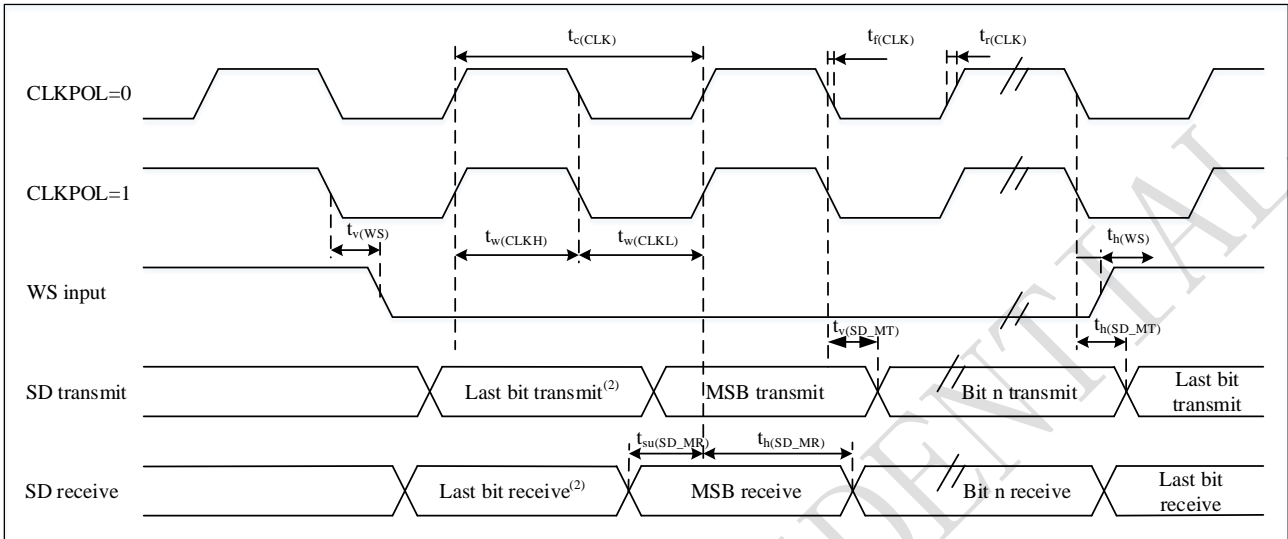 t_c(CLK)
t_f(CLK)
t_r(CLK)
CLKPOL=0
CLKPOL=1
t_v(WS)
t_w(CLKH)
t_w(CLKL)
t_h(WS)
WS input
t_v(SD_MT)
t_h(SD_MT)
SD transmit
Last bit transmit(2)
MSB transmit
Bit n transmit
Last bit
transmit
t_su(SD_MR)
t_h(SD_MR)
SD receive
Last bit receive(2)
MSB receive
Bit n receive
Last bit
receive
DENTIAL